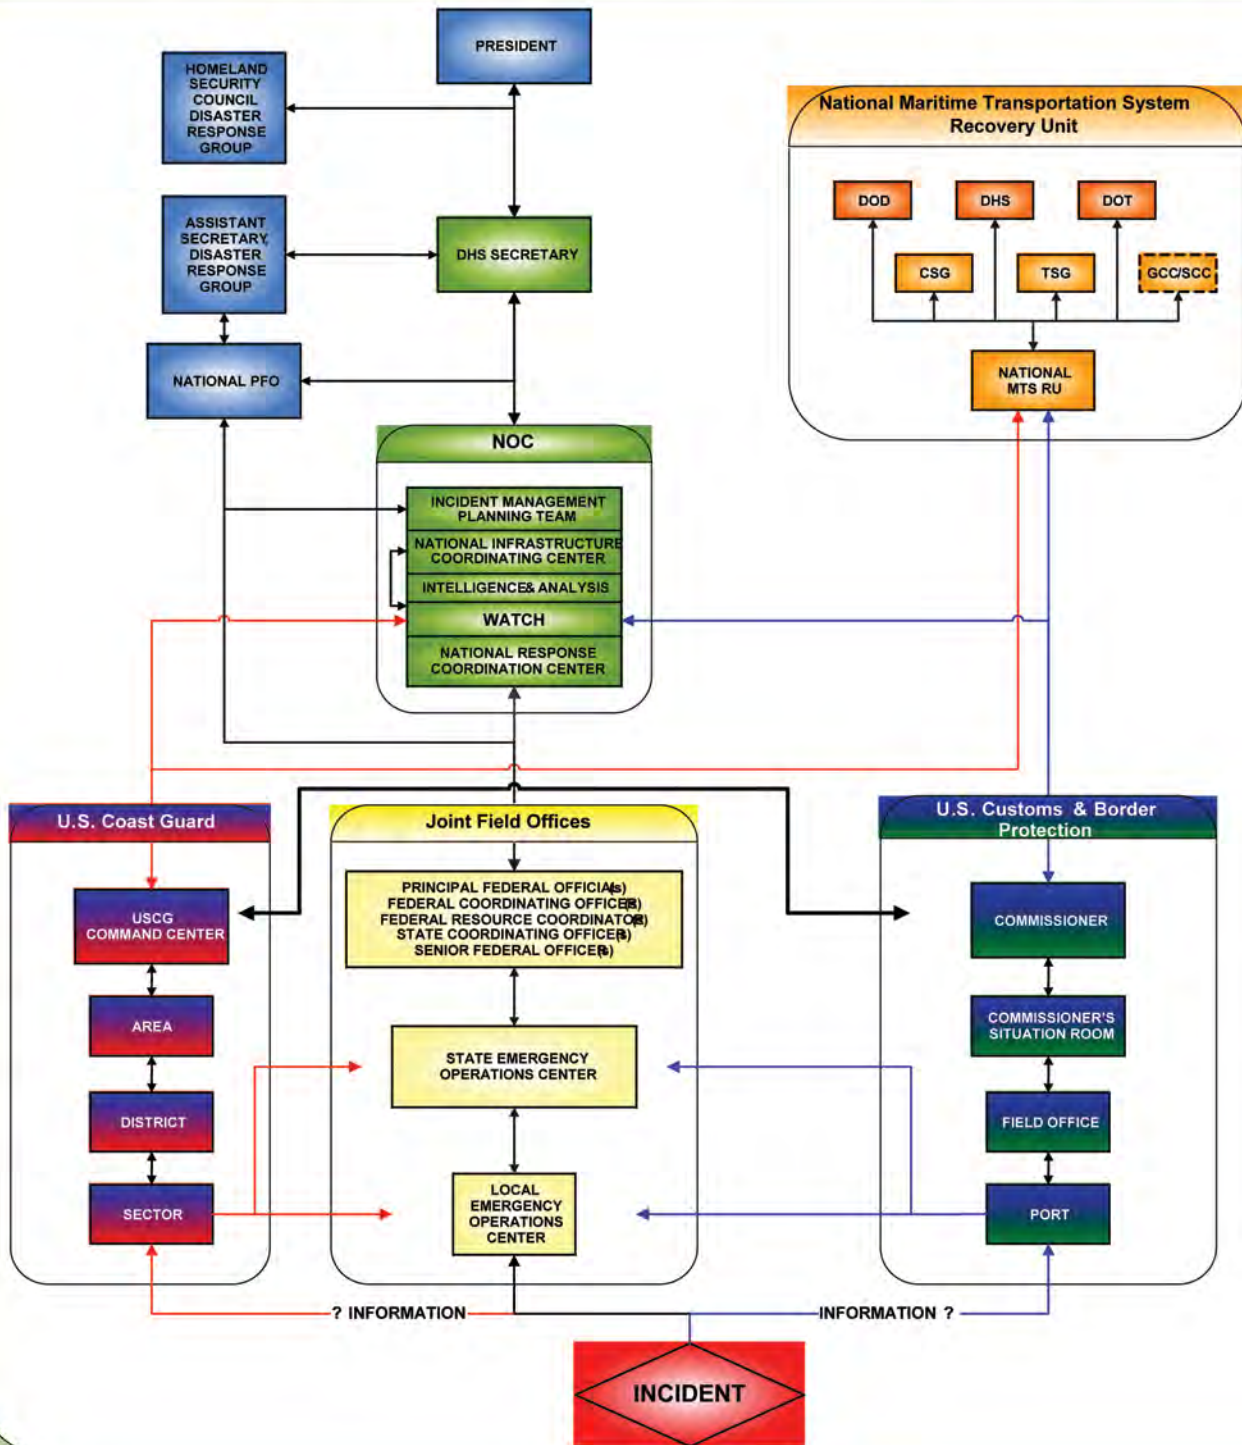 PRESIDENT
HOMELAND
SECURITY
COUNCIL
DISASTER
RESPONSE
GROUP
National Maritime Transportation System
Recovery Unit
DOD
DHS
DOT
ASSISTANT
SECRETARY,
DISASTER
RESPONSE
GROUP
DHS SECRETARY
CSG
TSG
GCC/SCC
NATIONAL PFO
NATIONAL
MTS RU
NOC
INCIDENT MANAGEMENT
PLANNING TEAM
NATIONAL INFRASTRUCTURE
COORDINATING CENTER
INTELLIGENCE & ANALYSIS
WATCH
NATIONAL RESPONSE
COORDINATION CENTER
U.S. Coast Guard
USCG
COMMAND CENTER
AREA
DISTRICT
SECTOR
Joint Field Offices
PRINCIPAL FEDERAL OFFICIAL(s)
FEDERAL COORDINATING OFFICER(s)
FEDERAL RESOURCE COORDINATOR(s)
STATE COORDINATING OFFICER(s)
SENIOR FEDERAL OFFICER(s)
STATE EMERGENCY
OPERATIONS CENTER
LOCAL
EMERGENCY
OPERATIONS
CENTER
U.S. Customs & Border
Protection
COMMISSIONER
COMMISSIONER'S
SITUATION ROOM
FIELD OFFICE
PORT
? INFORMATION
INFORMATION ?
INCIDENT